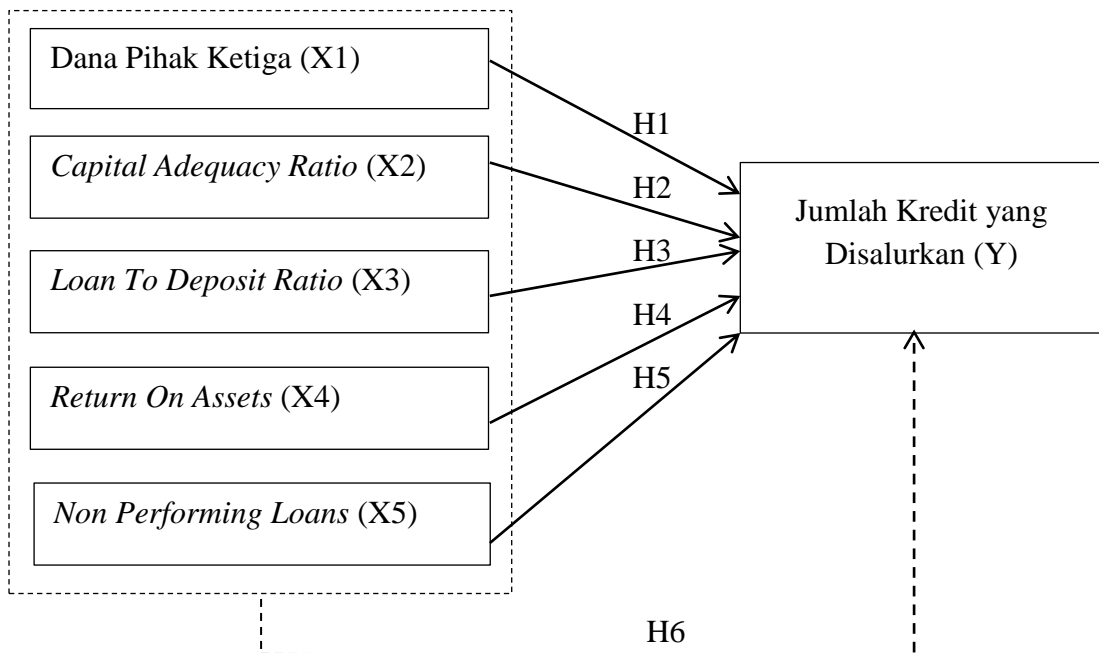 Dana Pihak Ketiga (X1)
Capital Adequacy Ratio (X2)
Loan To Deposit Ratio (X3)
Return On Assets (X4)
Non Performing Loans (X5)
H1
H2
H3
H4
H5
Jumlah Kredit yang
Disalurkan (Y)
H6